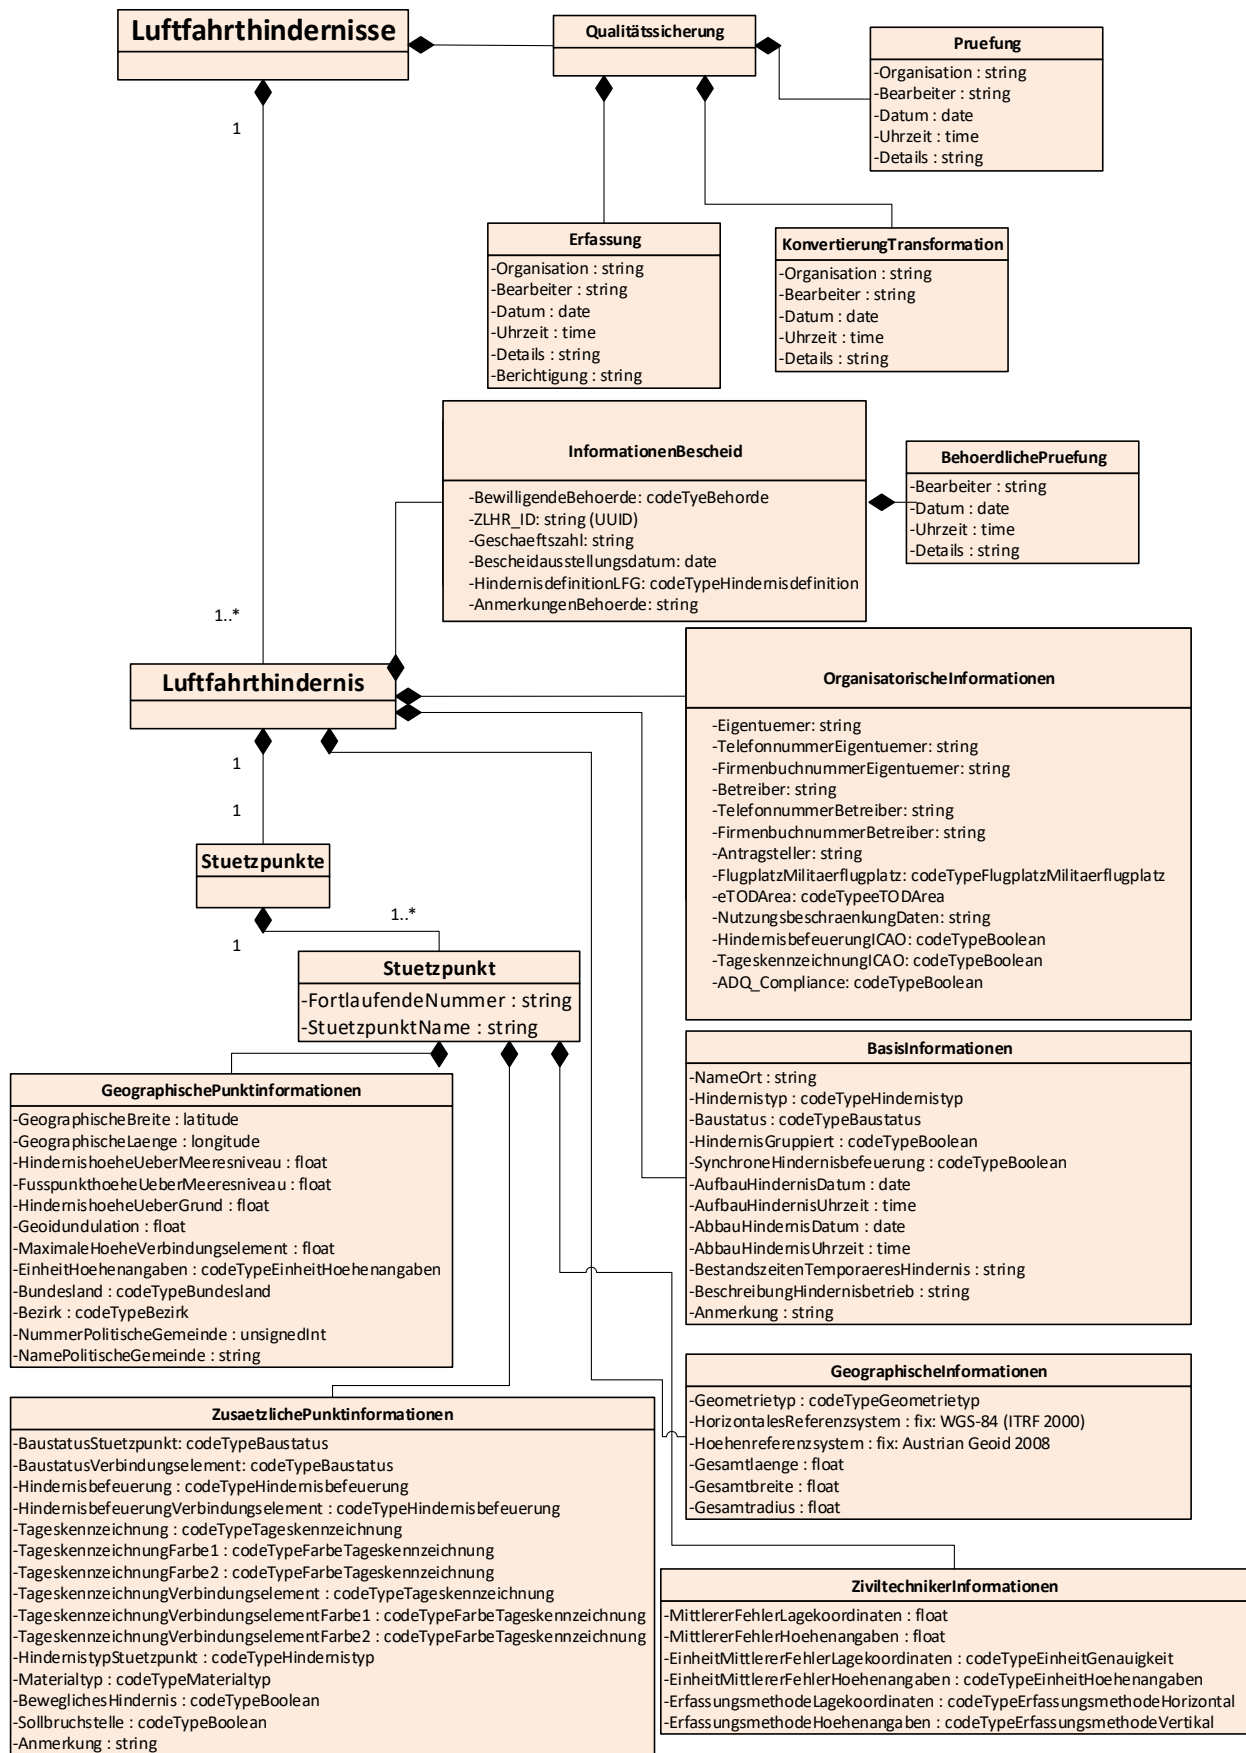 Luftfahrthindernisse
Qualitätssicherung
Pruefung
-Organisation : string
-Bearbeiter : string
-Datum : date
-Uhrzeit : time
-Details : string
1
Erfassung
-Organisation : string
-Bearbeiter : string
-Datum : date
-Uhrzeit : time
-Details : string
-Berichtigung : string
KonvertierungTransformation
-Organisation : string
-Bearbeiter : string
-Datum : date
-Uhrzeit : time
-Details : string
InformationenBescheid
-BewilligendeBehoerde: codeTyeBehorde
-ZLHR_ID: string (UUID)
-Geschaeftszahl: string
-Bescheidausstellungsdatum: date
-HindernisdefinitionLFG: codeTypeHindernisdefinition
-AnmerkungenBehoerde: string
BehoerdlichePruefung
-Bearbeiter : string
-Datum : date
-Uhrzeit : time
-Details : string
1..*
Luftfahrthindernis
OrganisatorischeInformationen
-Eigentuemer: string
-TelefonnummerEigentuemer: string
-FirmenbuchnummerEigentuemer: string
-Betreiber: string
-TelefonnummerBetreiber: string
-FirmenbuchnummerBetreiber: string
-Antragsteller: string
-FlugplatzMilitaerflugplatz: codeTypeFlugplatzMilitaerflugplatz
-eTODArea: codeTypeeTODArea
-NutzungsbeschraenkungDaten: string
-HindernisbefeuerungICAO: codeTypeBoolean
-TageskennzeichnungICAO: codeTypeBoolean
-ADQ_Compliance: codeTypeBoolean
1
1
Stuetzpunkte
1..*
1
Stuetzpunkt
-FortlaufendeNummer : string
-StuetzpunktName : string
BasisInformationen
-NameOrt : string
-Hindernistyp : codeTypeHindernistyp
-Baustatus : codeTypeBaustatus
-HindernisGruppiert : codeTypeBoolean
-SynchroneHindernisbefeuerung : codeTypeBoolean
-AufbauHindernisDatum : date
-AufbauHindernisUhrzeit : time
-AbbauHindernisDatum : date
-AbbauHindernisUhrzeit : time
-BestandszeitenTemporaeresHindernis : string
-BeschreibungHindernisbetrieb : string
-Anmerkung : string
GeographischePunktinformationen
-GeographischeBreite : latitude
-GeographischeLaenge : longitude
-HindernishoeheUeberMeeresniveau : float
-FusspunkthoeheUeberMeeresniveau : float
-HindernishoeheUeberGrund : float
-Geoidundulation : float
-MaximaleHoeheVerbindungselement : float
-EinheitHoehenangaben : codeTypeEinheitHoehenangaben
-Bundesland : codeTypeBundesland
-Bezirk : codeTypeBezirk
-NummerPolitischeGemeinde : unsignedInt
-NamePolitischeGemeinde : string
GeographischeInformationen
-Geometrietyp : codeTypeGeometrietyp
-HorizontalesReferenzsystem : fix: WGS-84 (ITRF 2000)
-Hoehenreferenzsystem : fix: Austrian Geoid 2008
-Gesamtlaenge : float
-Gesamtbreite : float
-Gesamtradius : float
ZusaetzlichePunktinformationen
-BaustatusStuetzpunkt: codeTypeBaustatus
-BaustatusVerbindungselement: codeTypeBaustatus
-Hindernisbefeuerung : codeTypeHindernisbefeuerung
-HindernisbefeuerungVerbindungselement : codeTypeHindernisbefeuerung
-Tageskennzeichnung : codeTypeTageskennzeichnung
-TageskennzeichnungFarbe1 : codeTypeFarbeTageskennzeichnung
-TageskennzeichnungFarbe2 : codeTypeFarbeTageskennzeichnung
-TageskennzeichnungVerbindungselement : codeTypeTageskennzeichnung
-TageskennzeichnungVerbindungselementFarbe1 : codeTypeFarbeTageskennzeichnung
-TageskennzeichnungVerbindungselementFarbe2 : codeTypeFarbeTageskennzeichnung
-HindernistypStuetzpunkt : codeTypeHindernistyp
-Materialtyp : codeTypeMaterialtyp
-BeweglichesHindernis : codeTypeBoolean
-Sollbruchstelle : codeTypeBoolean
-Anmerkung : string
ZiviltechnikerInformationen
-MittlererFehlerLagekoordinaten : float
-MittlererFehlerHoehenangaben : float
-EinheitMittlererFehlerLagekoordinaten : codeTypeEinheitGenauigkeit
-EinheitMittlererFehlerHoehenangaben : codeTypeEinheitHoehenangaben
-ErfassungsmethodeLagekoordinaten : codeTypeErfassungsmethodeHorizontal
-ErfassungsmethodeHoehenangaben : codeTypeErfassungsmethodeVertikal